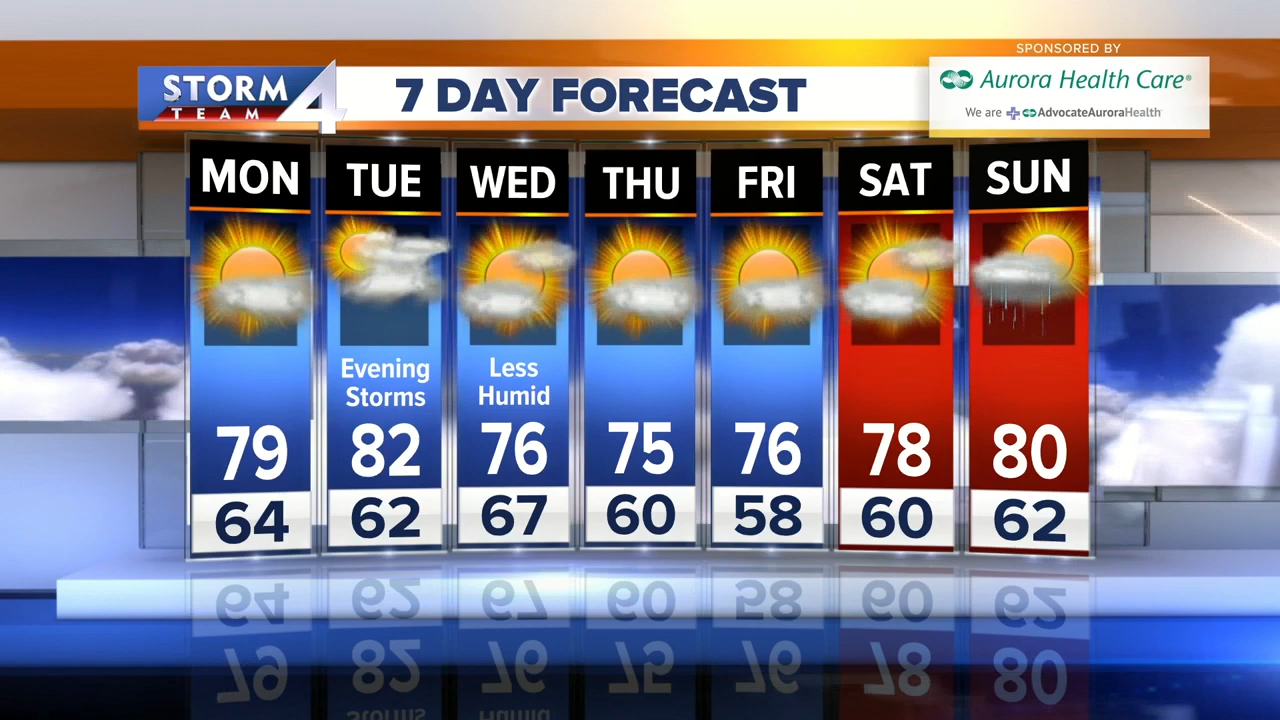 SPONSORED BY
STORM
TEAM
4
7 DAY FORECAST
Aurora Health Care®
We are AdvocateAuroraHealth™
MON TUE WED THU FRI SAT SUN
Evening
Storms
Less
Humid
79 82 76 75 76 78 80
64 62 67 60 58 60 62